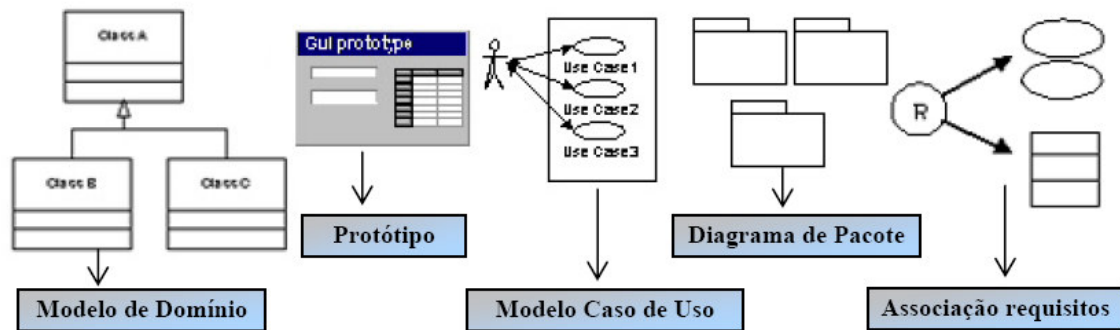 Class A
Class B
Class C
Modelo de Domínio
Gui prototype
Protótipo
Use Case1
Use Case2
Use Case3
Modelo Caso de Uso
Diagrama de Pacote
R
Associação requisitos